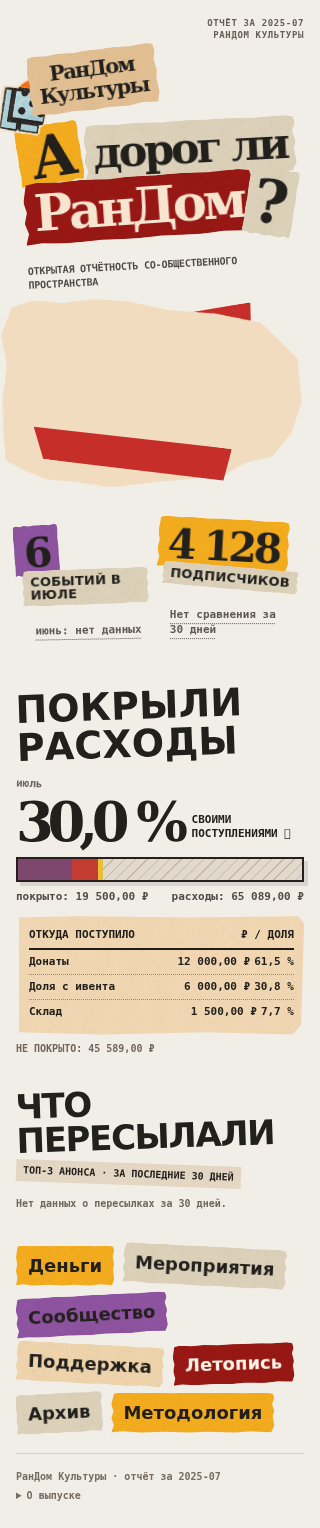 ОТЧЁТ ЗА 2025-07
РАНДОМ КУЛЬТУРЫ
РанДом
Культуры
А дорог ли
РанДом?
ОТКРЫТАЯ ОТЧЁТНОСТЬ СО-ОБЩЕСТВЕННОГО
ПРОСТРАНСТВА
6
СОБЫТИЙ В
ИЮЛЕ
июнь: нет данных
4 128
ПОДПИСЧИКОВ
Нет сравнения за
30 дней
ПОКРЫЛИ
РАСХОДЫ
июль
30,0 % СВОИМИ
ПОСТУПЛЕНИЯМИ
покрыто: 19 500,00 ₽ расходы: 65 089,00 ₽
ОТКУДА ПОСТУПИЛО ₽ / ДОЛЯ
Донаты 12 000,00 ₽ 61,5 %
Доля с ивента 6 000,00 ₽ 30,8 %
Склад 1 500,00 ₽ 7,7 %
НЕ ПОКРЫТО: 45 589,00 ₽
ЧТО
ПЕРЕСЫЛАЛИ
ТОП-3 АНОНСА · ЗА ПОСЛЕДНИЕ 30 ДНЕЙ
Нет данных о пересылках за 30 дней.
Деньги Мероприятия
Сообщество
Поддержка Летопись
Архив Методология
РанДом Культуры · отчёт за 2025-07
▶ О выпуске